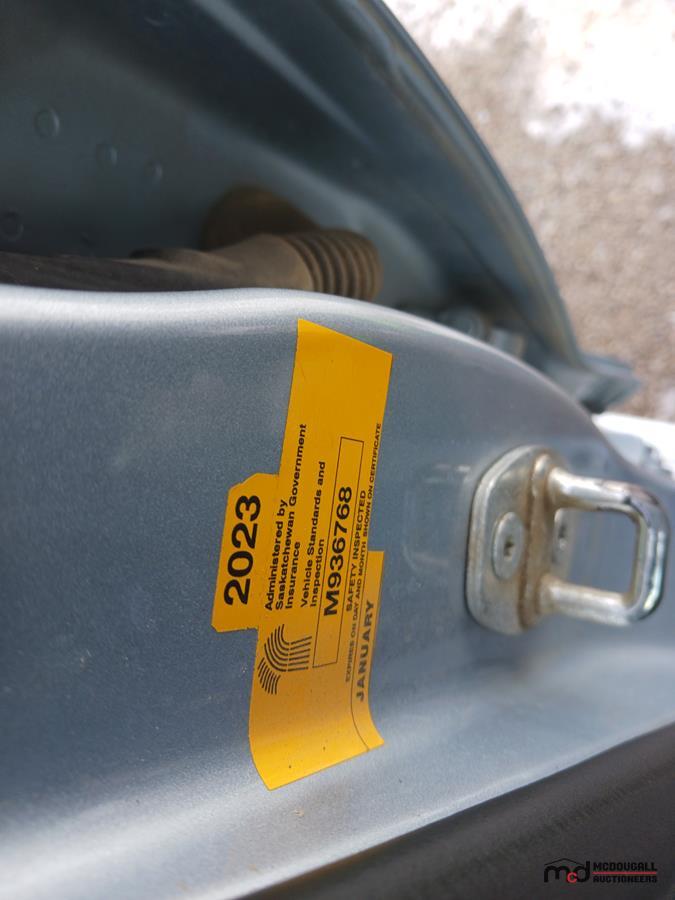 2023
Administered by
Saskatchewan Government
Insurance
Vehicle Standards and
Inspection
M936768
SAFETY INSPECTED
EXPIRES ON DAY AND MONTH SHOWN ON CERTIFICATE
JANUARY
mcd MCDOUGALL
AUCTIONEERS